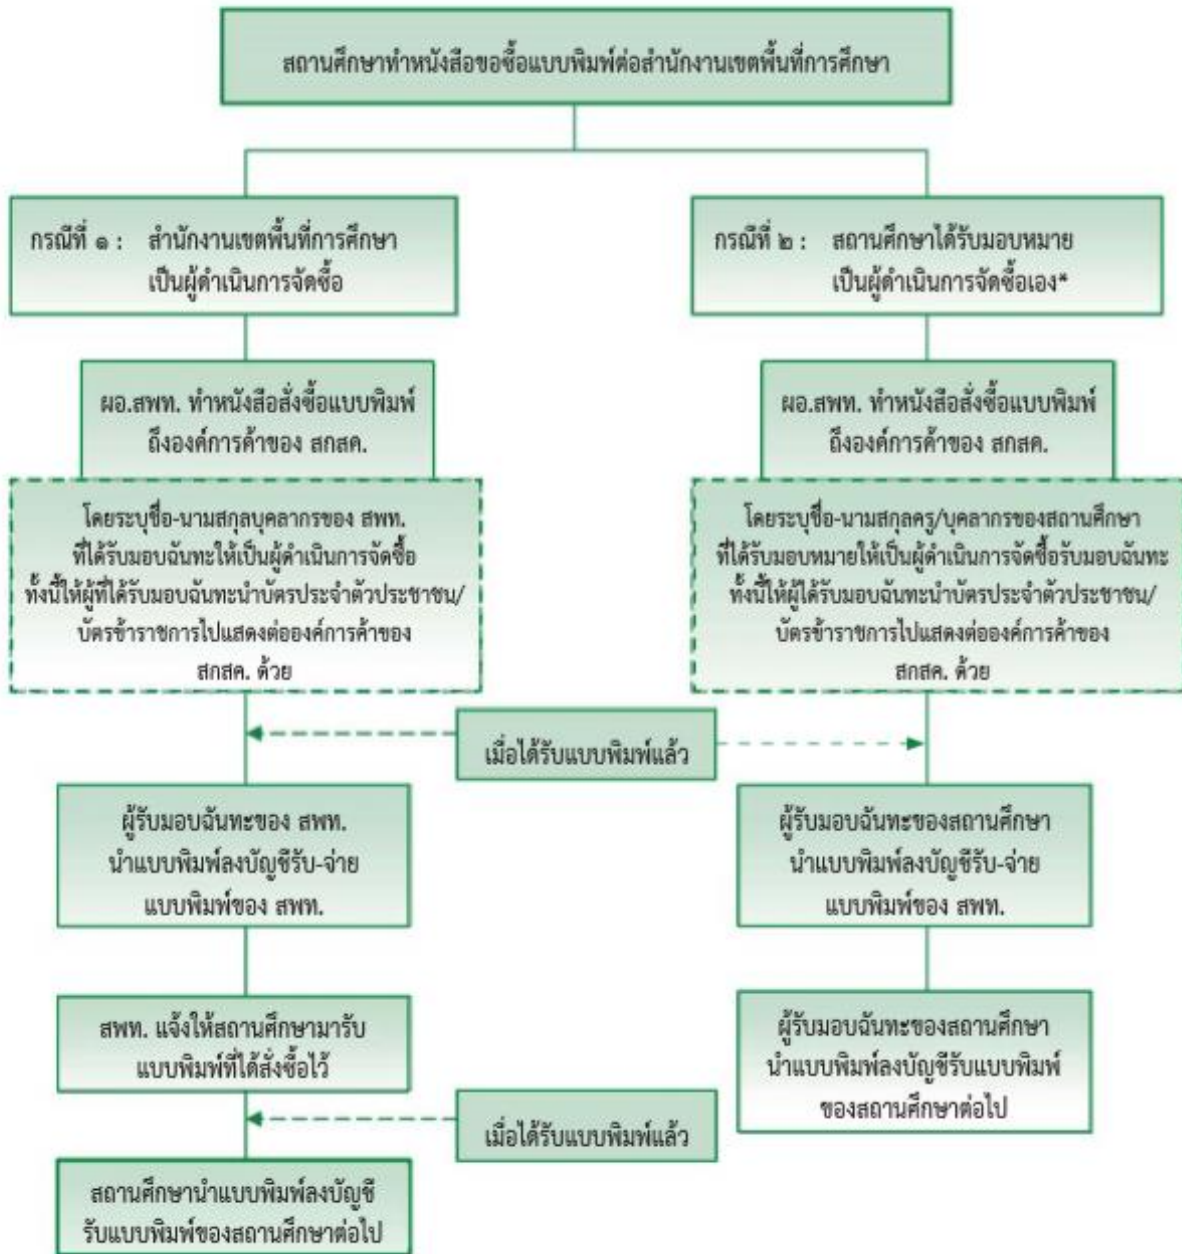 สถานศึกษาทำหนังสือขอซื้อแบบพิมพ์ต่อสำนักงานเขตพื้นที่การศึกษา
กรณีที่ ๑ : สำนักงานเขตพื้นที่การศึกษา
เป็นผู้ดำเนินการจัดซื้อ
กรณีที่ ๒ : สถานศึกษาได้รับมอบหมาย
เป็นผู้ดำเนินการจัดซื้อเอง*
ผอ.สพท. ทำหนังสือสั่งซื้อแบบพิมพ์
ถึงองค์การค้าของ สกสค.
ผอ.สพท. ทำหนังสือสั่งซื้อแบบพิมพ์
ถึงองค์การค้าของ สกสค.
โดยระบุชื่อ-นามสกุลบุคลากรของ สพท.
ที่ได้รับมอบฉันทะให้เป็นผู้ดำเนินการจัดซื้อ
ทั้งนี้ให้ผู้ที่ได้รับมอบฉันทะนำบัตรประจำตัวประชาชน/
บัตรข้าราชการไปแสดงต่อองค์การค้าของ
สกสค. ด้วย
โดยระบุชื่อ-นามสกุลครู/บุคลากรของสถานศึกษา
ที่ได้รับมอบหมายให้เป็นผู้ดำเนินการจัดซื้อรับมอบฉันทะ
ทั้งนี้ให้ผู้ได้รับมอบฉันทะนำบัตรประจำตัวประชาชน/
บัตรข้าราชการไปแสดงต่อองค์การค้าของ
สกสค. ด้วย
เมื่อได้รับแบบพิมพ์แล้ว
ผู้รับมอบฉันทะของ สพท.
นำแบบพิมพ์ลงบัญชีรับ-จ่าย
แบบพิมพ์ของ สพท.
ผู้รับมอบฉันทะของสถานศึกษา
นำแบบพิมพ์ลงบัญชีรับ-จ่าย
แบบพิมพ์ของ สพท.
สพท. แจ้งให้สถานศึกษามารับ
แบบพิมพ์ที่ได้สั่งซื้อไว้
ผู้รับมอบฉันทะของสถานศึกษา
นำแบบพิมพ์ลงบัญชีรับแบบพิมพ์
ของสถานศึกษาต่อไป
เมื่อได้รับแบบพิมพ์แล้ว
สถานศึกษานำแบบพิมพ์ลงบัญชี
รับแบบพิมพ์ของสถานศึกษาต่อไป